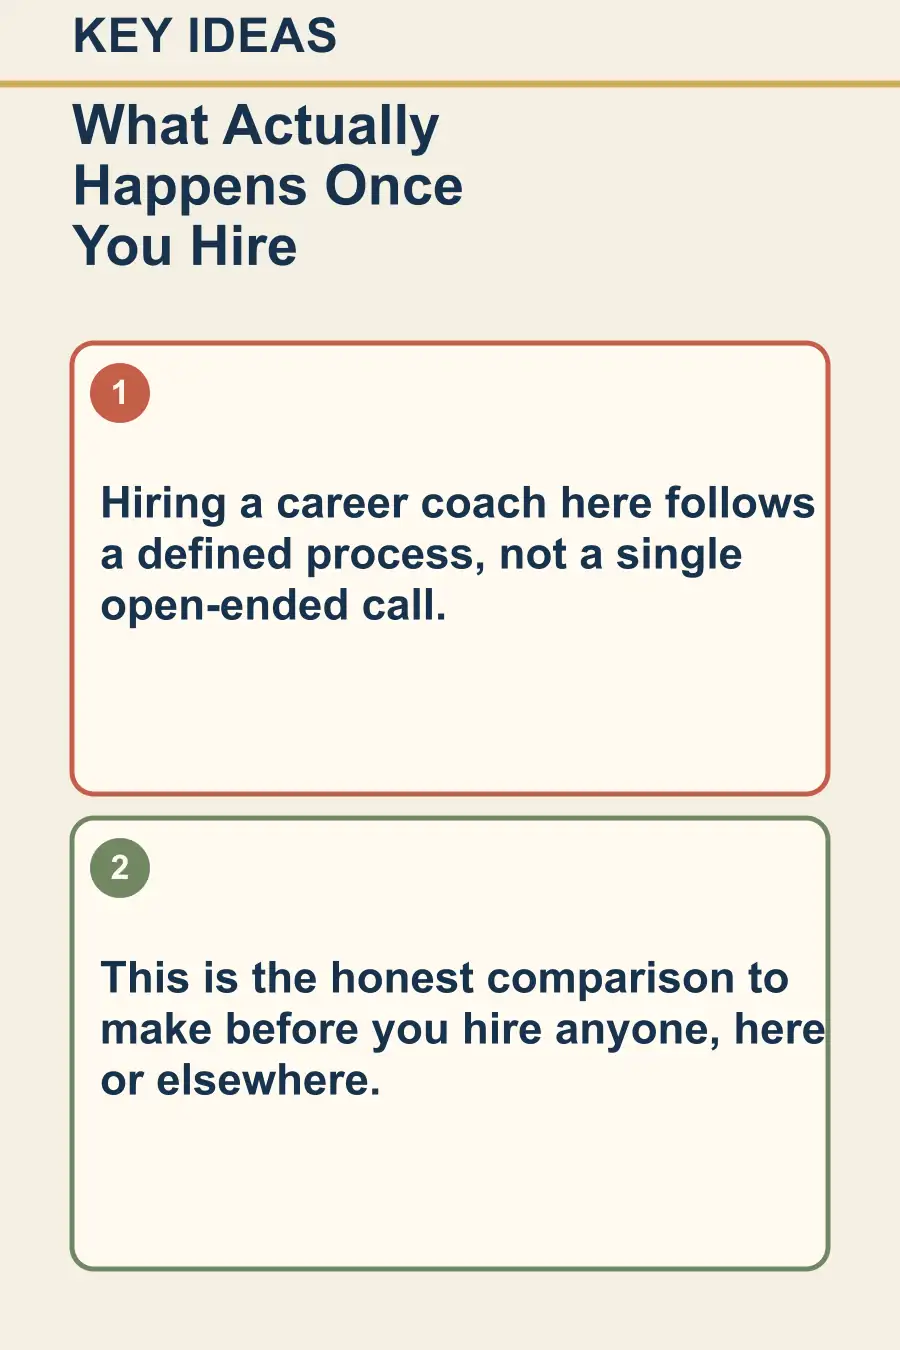 KEY IDEAS
What Actually
Happens Once
You Hire
1
Hiring a career coach here follows
a defined process, not a single
open-ended call.
2
This is the honest comparison to
make before you hire anyone, here
or elsewhere.